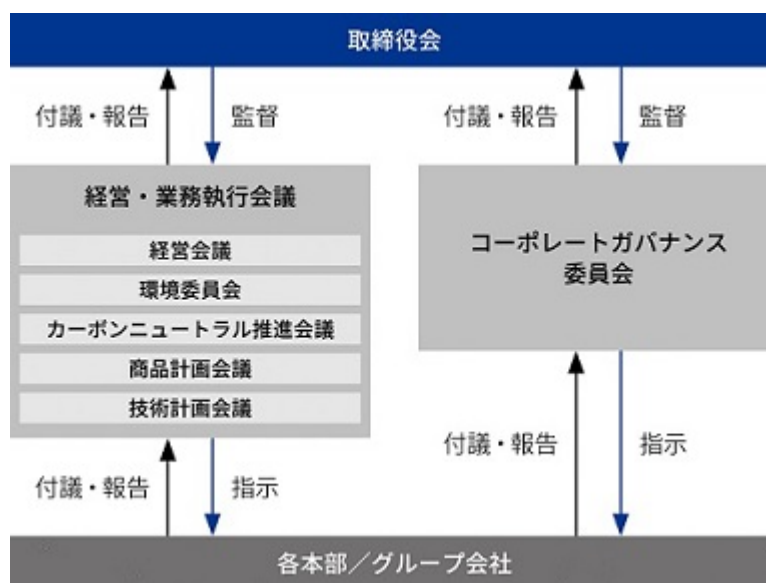 取締役会
付議・報告
監督
付議・報告
監督
経営・業務執行会議
経営会議
環境委員会
カーボンニュートラル推進会議
商品計画会議
技術計画会議
コーポレートガバナンス
委員会
付議・報告
指示
付議・報告
指示
各本部／グループ会社